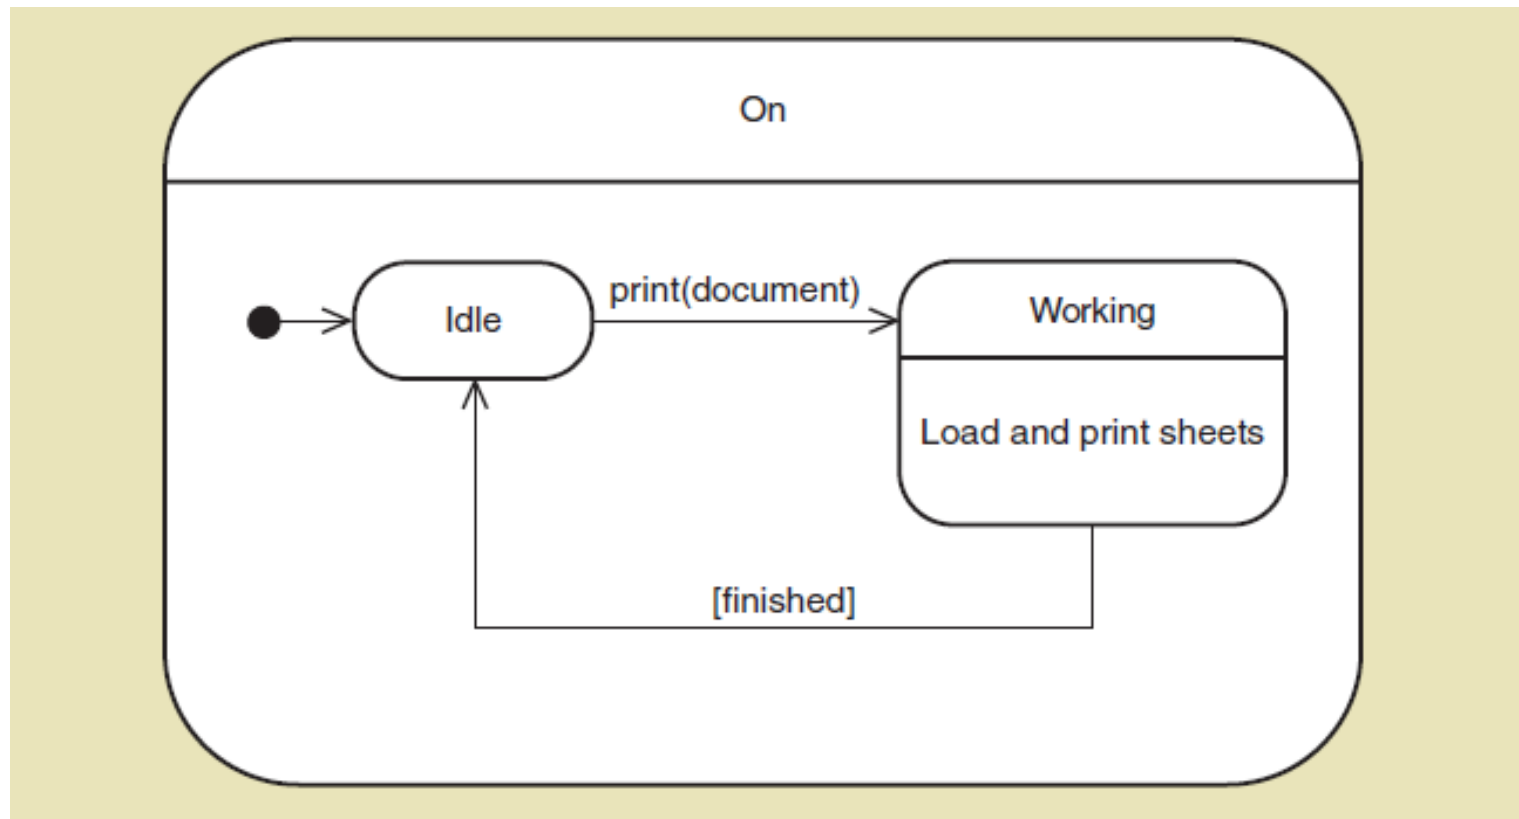 On
print(document)
Idle
Working
Load and print sheets
[finished]